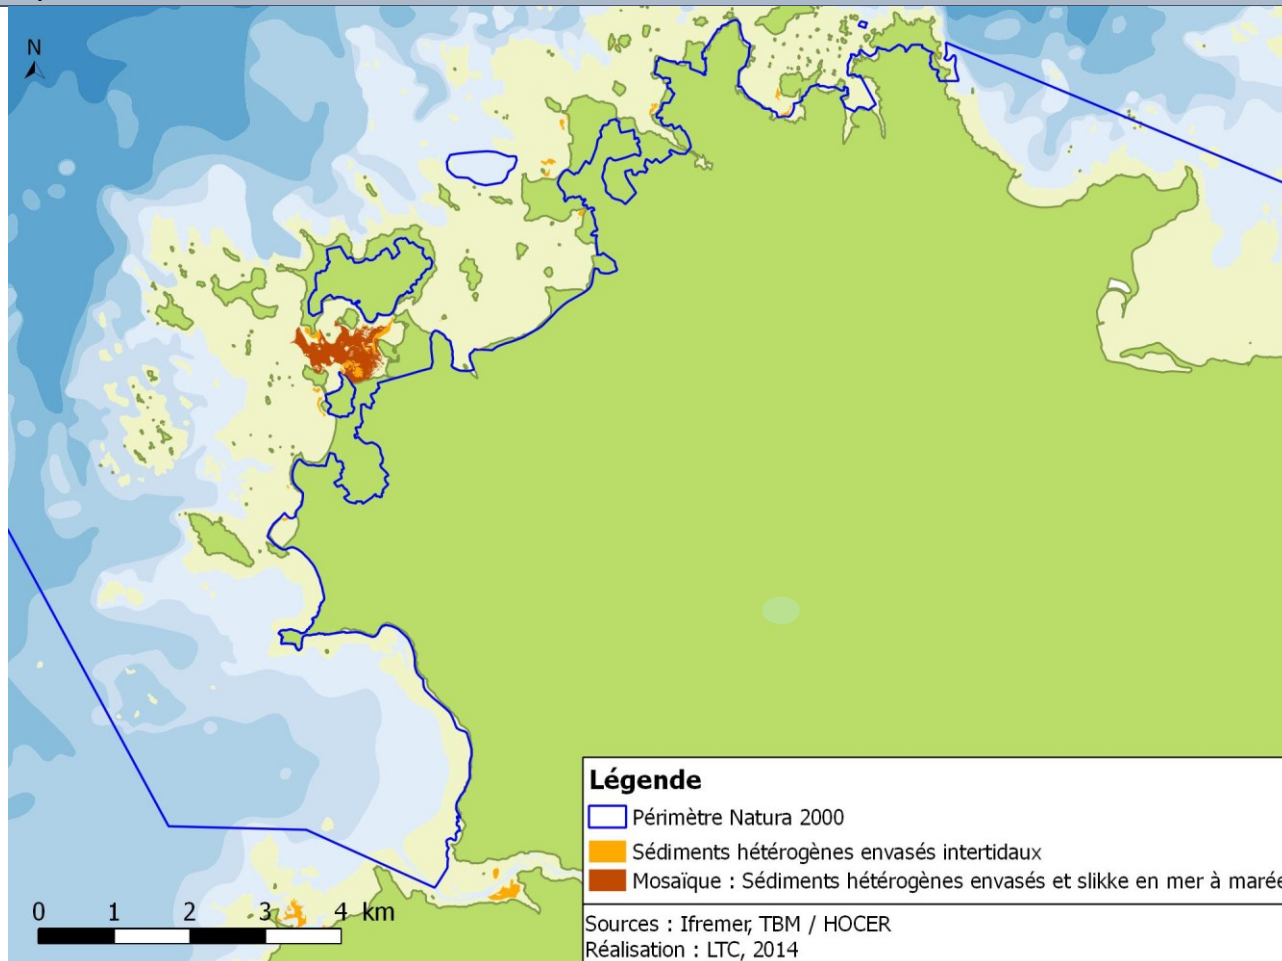 N
0 1 2 3 4 km
Légende
Périmètre Natura 2000
Sédiments hétérogènes envasés intertidaux
Mosaïque : Sédiments hétérogènes envasés et slikke en mer à marée
Sources : Ifremer, TBM / HOCER
Réalisation : LTC, 2014